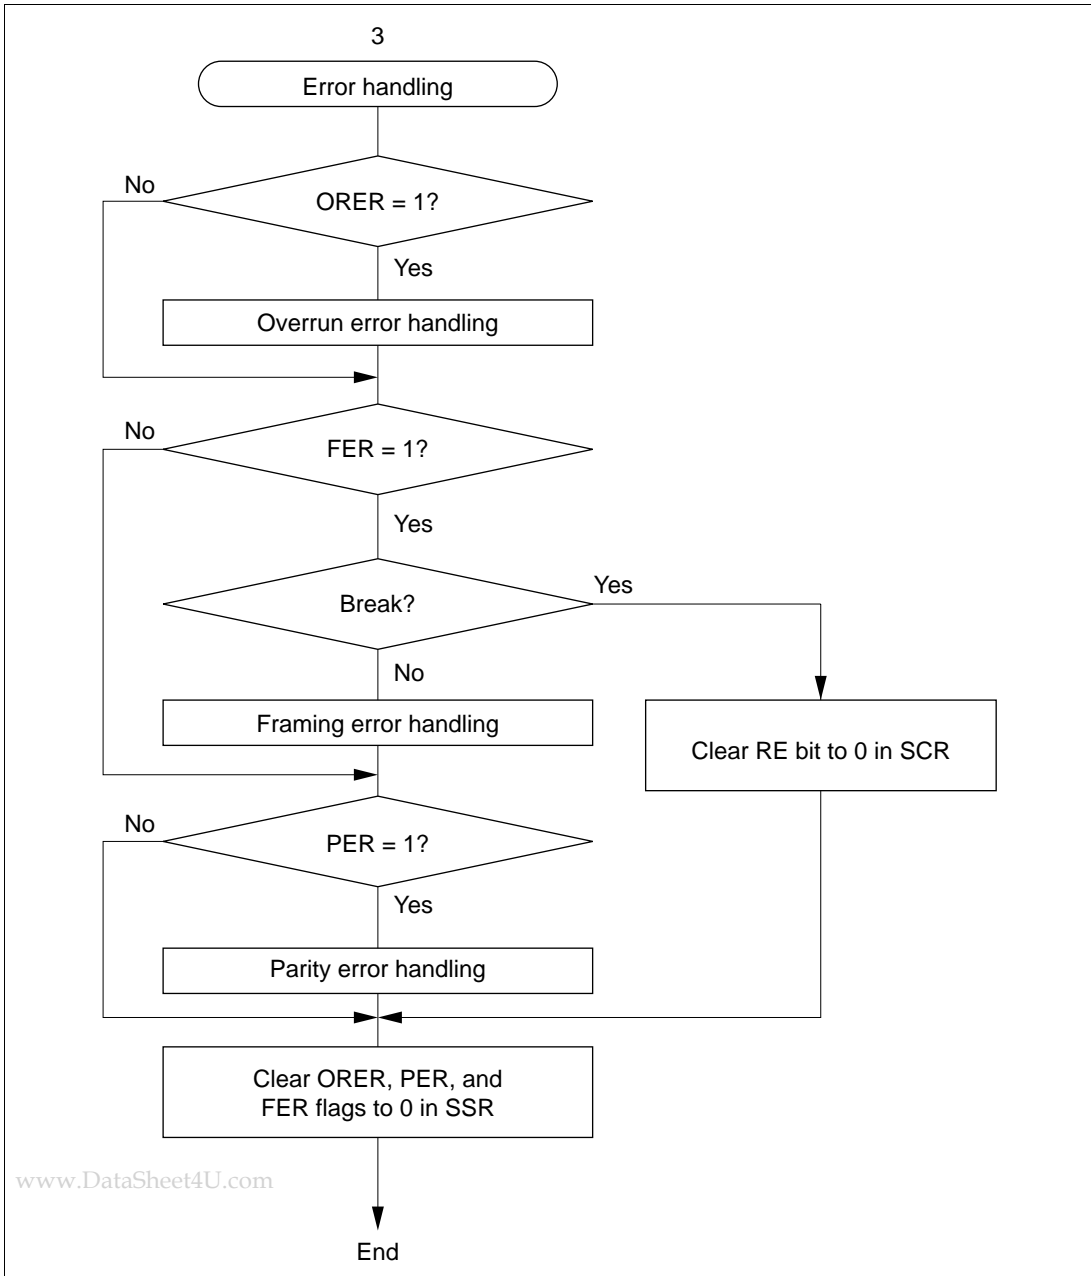 3
Error handling
No
ORER = 1?
Yes
Overrun error handling
No
FER = 1?
Yes
Break?
Yes
No
Framing error handling
Clear RE bit to 0 in SCR
No
PER = 1?
Yes
Parity error handling
Clear ORER, PER, and
FER flags to 0 in SSR
www.DataSheet4U.com
End